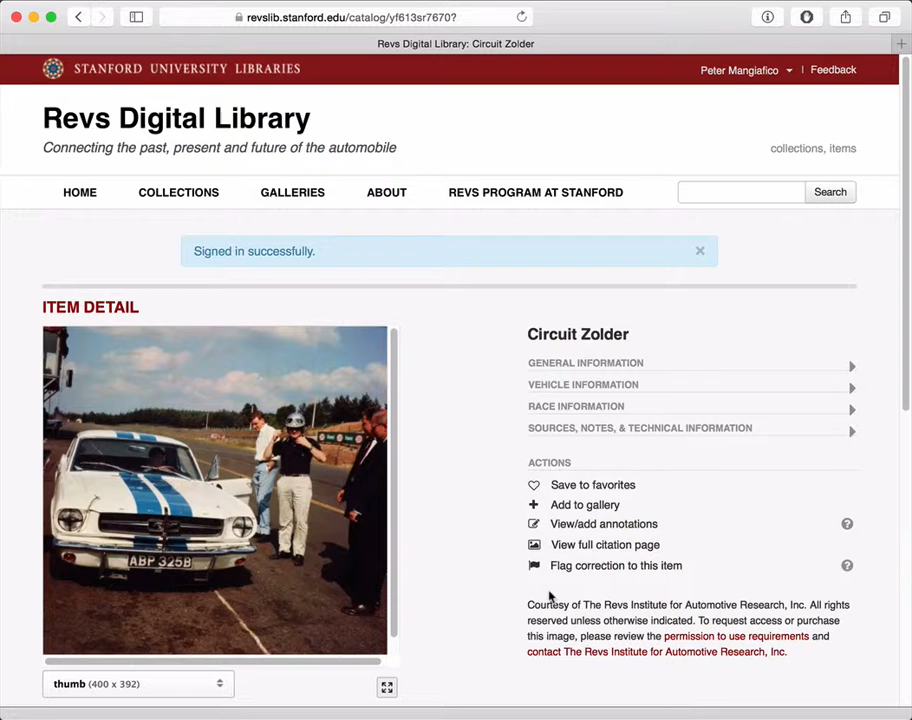 revslib.stanford.edu/catalog/yf613sr7670?
Revs Digital Library: Circuit Zolder
STANFORD UNIVERSITY LIBRARIES
Peter Mangiafico | Feedback
Revs Digital Library
Connecting the past, present and future of the automobile
collections, items
HOME COLLECTIONS GALLERIES ABOUT REVS PROGRAM AT STANFORD Search
Signed in successfully. ×
ITEM DETAIL
Circuit Zolder
GENERAL INFORMATION
VEHICLE INFORMATION
RACE INFORMATION
SOURCES, NOTES, & TECHNICAL INFORMATION
ACTIONS
Save to favorites
Add to gallery
View/add annotations ?
View full citation page
Flag correction to this item ?
ABP 325B
Courtesy of The Revs Institute for Automotive Research, Inc. All rights
reserved unless otherwise indicated. To request access or purchase
this image, please review the permission to use requirements and
contact The Revs Institute for Automotive Research, Inc.
thumb (400 x 392)